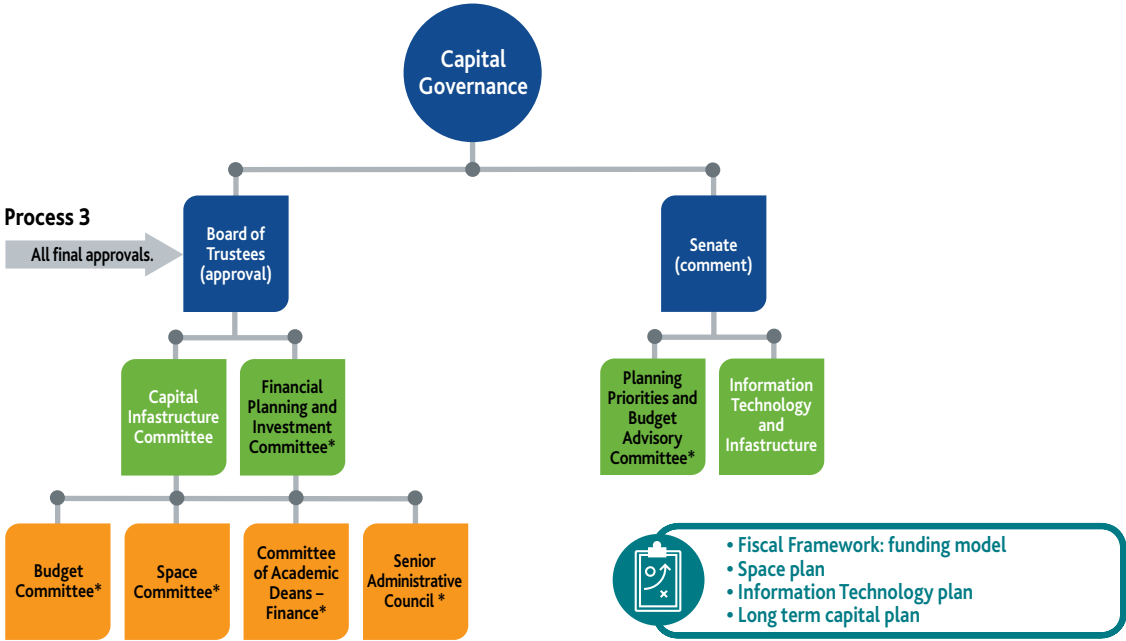 Capital
Governance
Process 3
All final approvals.
Board of
Trustees
(approval)
Senate
(comment)
Capital
Infastructure
Committee
Financial
Planning and
Investment
Committee*
Planning
Priorities and
Budget
Advisory
Committee*
Information
Technology
and
Infastructure
Budget
Committee*
Space
Committee*
Committee
of Academic
Deans –
Finance*
Senior
Administrative
Council *
• Fiscal Framework: funding model
• Space plan
• Information Technology plan
• Long term capital plan